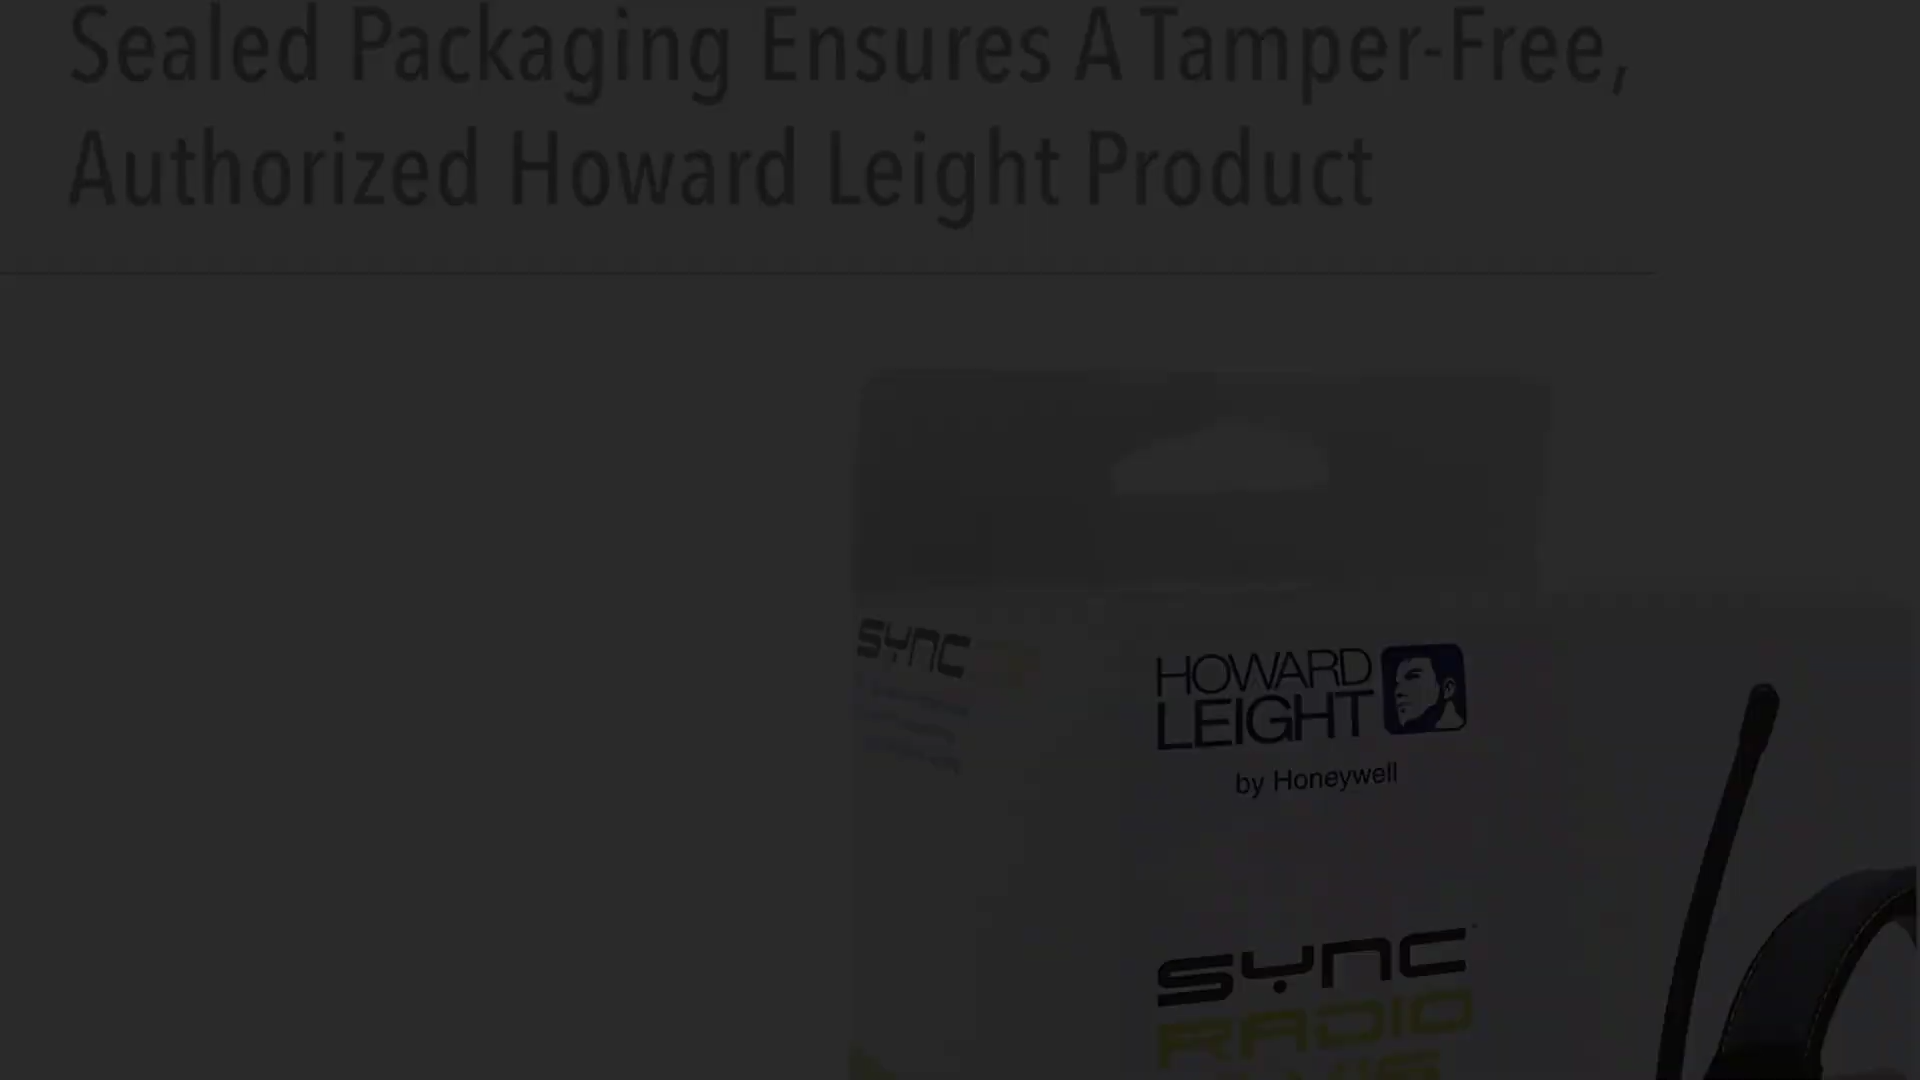 Sealed Packaging Ensures A Tamper-Free,
Authorized Howard Leight Product
SYNC
HOWARD
LEIGHT
by Honeywell
SYNC
RADIO